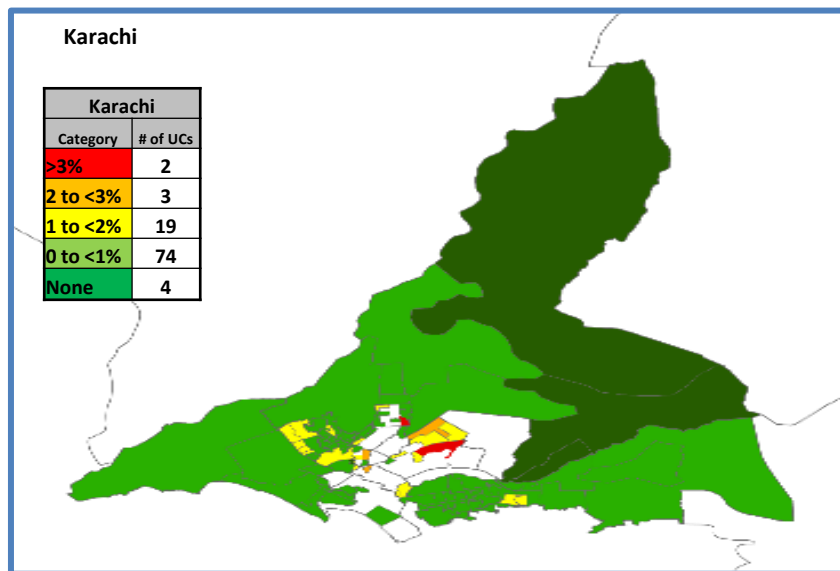 Karachi
Karachi
Category # of UCs
>3% 2
2 to <3% 3
1 to <2% 19
0 to <1% 74
None 4